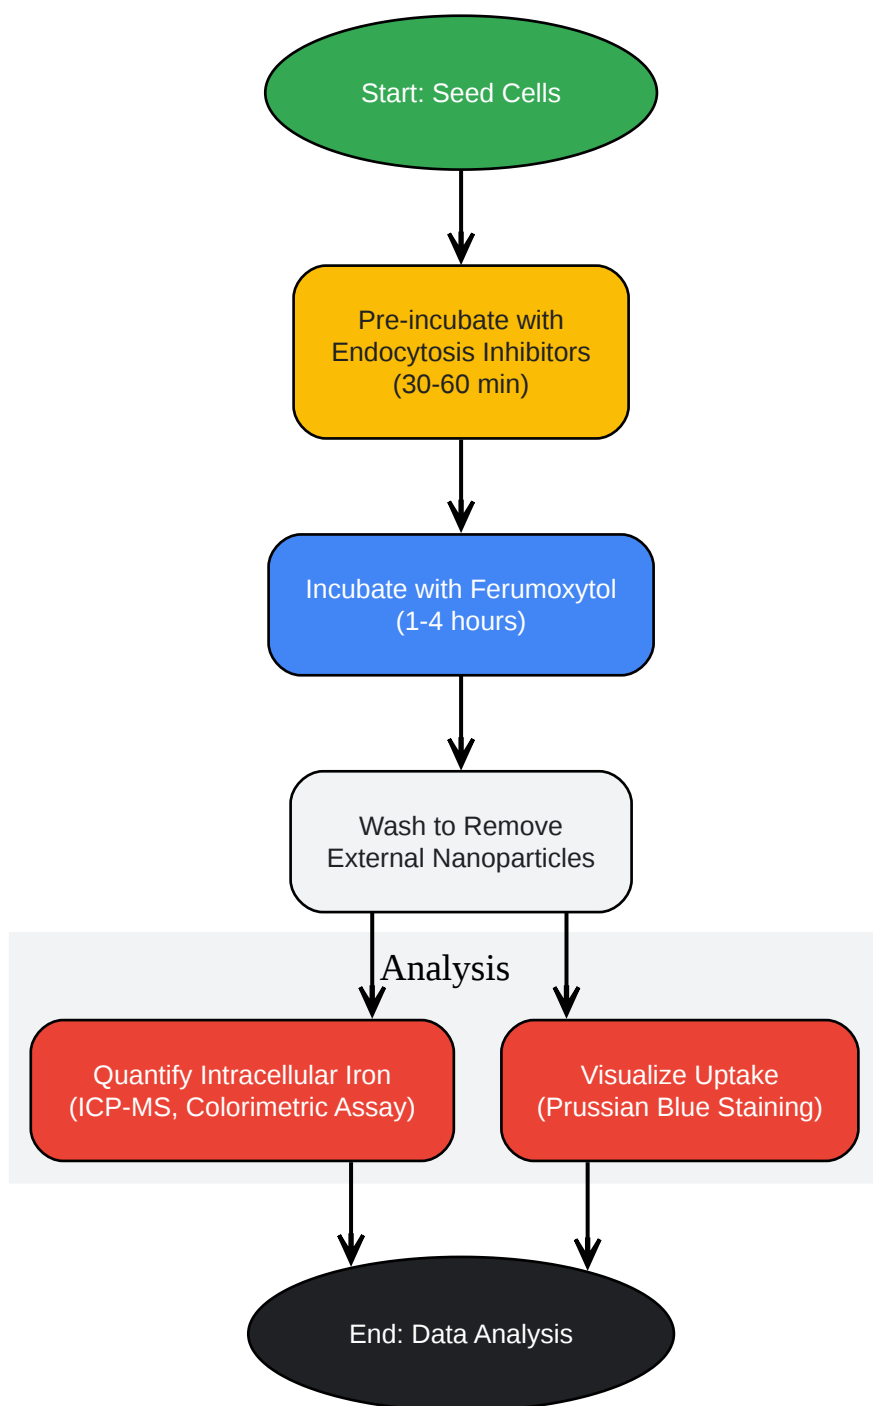 Start: Seed Cells
Pre-incubate with
Endocytosis Inhibitors
(30-60 min)
Incubate with Ferumoxytol
(1-4 hours)
Wash to Remove
External Nanoparticles
Analysis
Quantify Intracellular Iron
(ICP-MS, Colorimetric Assay)
Visualize Uptake
(Prussian Blue Staining)
End: Data Analysis